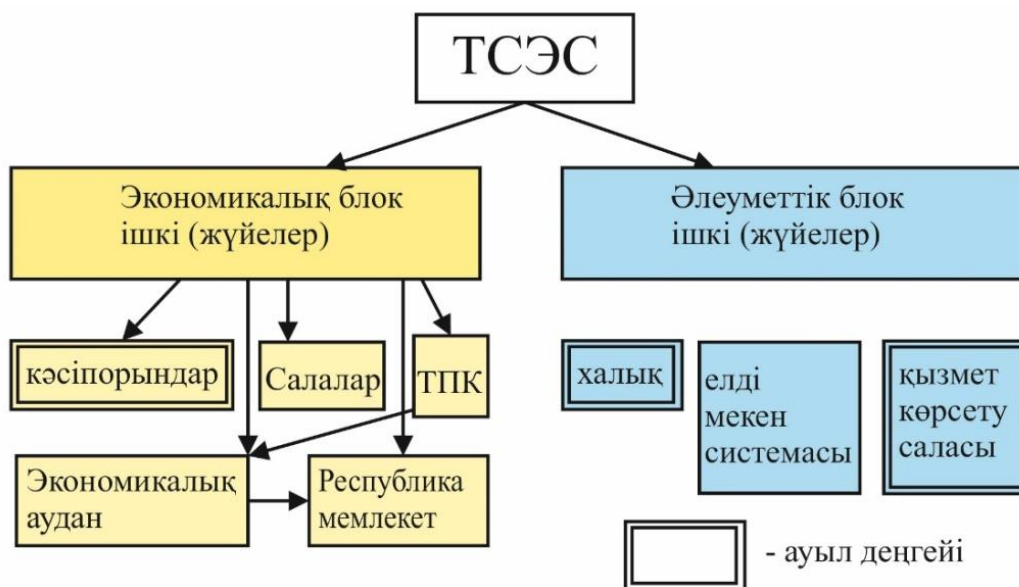 ТСЭС
Экономикалық блок
ішкі (жүйелер)
Әлеуметтік блок
ішкі (жүйелер)
кәсіпорындар
Салалар
ТПК
халық
елді
мекен
системасы
қызмет
көрсету
саласы
Экономикалық
аудан
Республика
мемлекет
- ауыл деңгейі